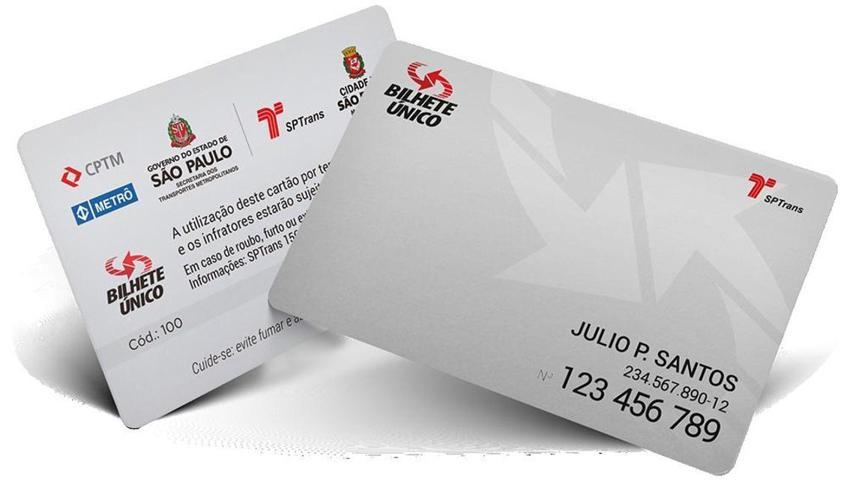 CPTM
METRÔ
GOVERNO DO ESTADO DE
SÃO PAULO
SECRETARIA DOS
TRANSPORTES METROPOLITANOS
SPTrans
CIDADE
SÃO
BILHETE
ÚNICO
A utilização deste cartão por
e os infratores estarão
Em caso de roubo, furto ou
Informações: SPTrans
Cód.: 100
Cuide-se: evite fumar e
BILHETE
ÚNICO
SPTrans
JULIO P. SANTOS
234.567.890-12
Nº 123 456 789